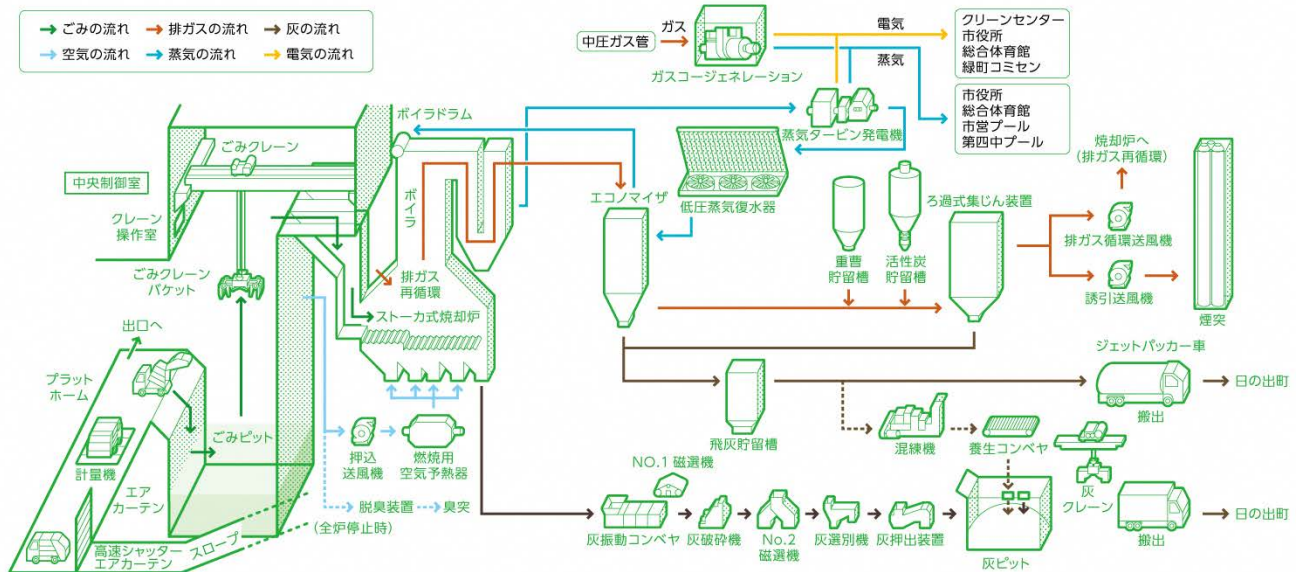 ごみの流れ
排ガスの流れ
灰の流れ
空気の流れ
蒸気の流れ
電気の流れ
中圧ガス管
ガス
ガスコージェネレーション
電気
蒸気
クリーンセンター
市役所
総合体育館
緑町コミセン
市役所
総合体育館
市営プール
第四中プール
蒸気タービン発電機
ボイラドラム
ごみクレーン
中央制御室
クレーン
操作室
ごみクレーン
バケット
ボイラ
排ガス
再循環
ストーカ式焼却炉
エコノマイザ
低圧蒸気復水器
重曹
貯留槽
活性炭
貯留槽
ろ過式集じん装置
焼却炉へ
(排ガス再循環)
排ガス循環送風機
誘引送風機
煙突
出口へ
プラット
ホーム
計量機
ごみピット
エア
カーテン
高速シャッター
エアカーテン
スロープ
押込
送風機
燃焼用
空気予熱器
脱臭装置
臭突
(全炉停止時)
飛灰貯留槽
混練機
養生コンベヤ
ジェットパッカー車
搬出
日の出町
NO.1 磁選機
灰振動コンベヤ
灰破砕機
No.2
磁選機
灰選別機
灰押出装置
灰ピット
灰
クレーン
搬出
日の出町